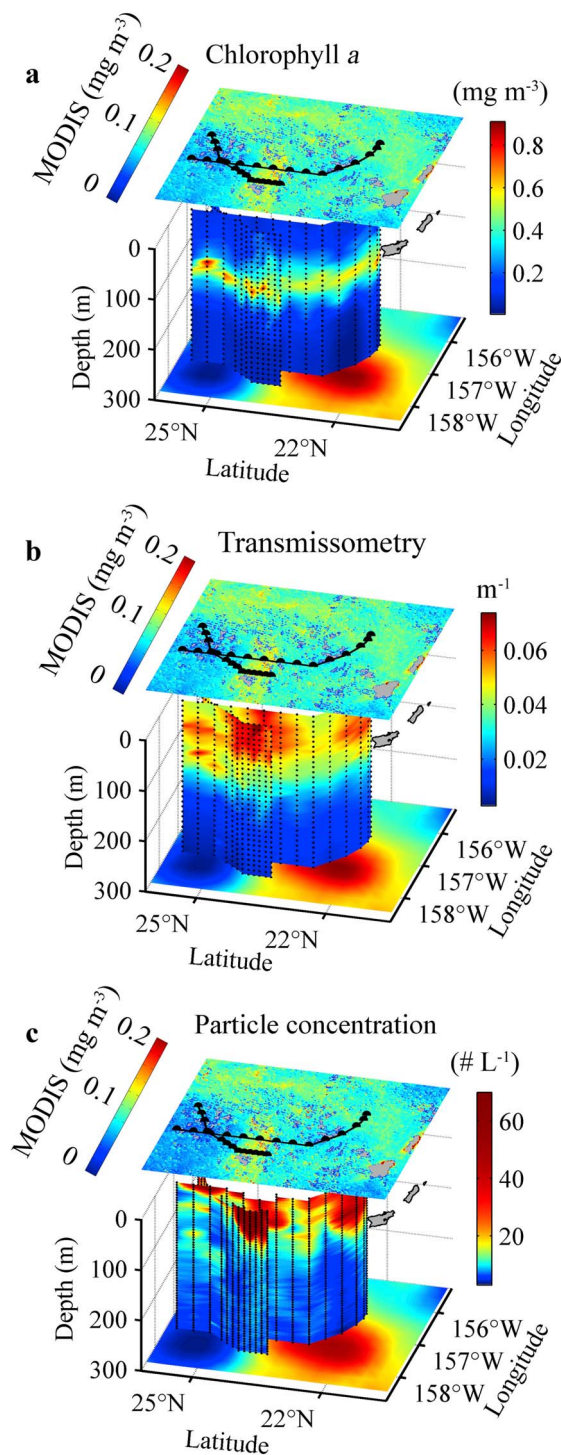 a
Chlorophyll a
MODIS (mg m-3)
0.2
0.1
0
(mg m-3)
0.8
0.6
0.4
0.2
Depth (m)
0
100
200
300
25°N
22°N
Latitude
156°W
157°W
158°W
Longitude
b
Transmissometry
MODIS (mg m-3)
0.2
0.1
0
m-1
0.06
0.04
0.02
Depth (m)
0
100
200
300
25°N
22°N
Latitude
156°W
157°W
158°W
Longitude
c
Particle concentration
MODIS (mg m-3)
0.2
0.1
0
(# L-1)
60
40
20
Depth (m)
0
100
200
300
25°N
22°N
Latitude
156°W
157°W
158°W
Longitude